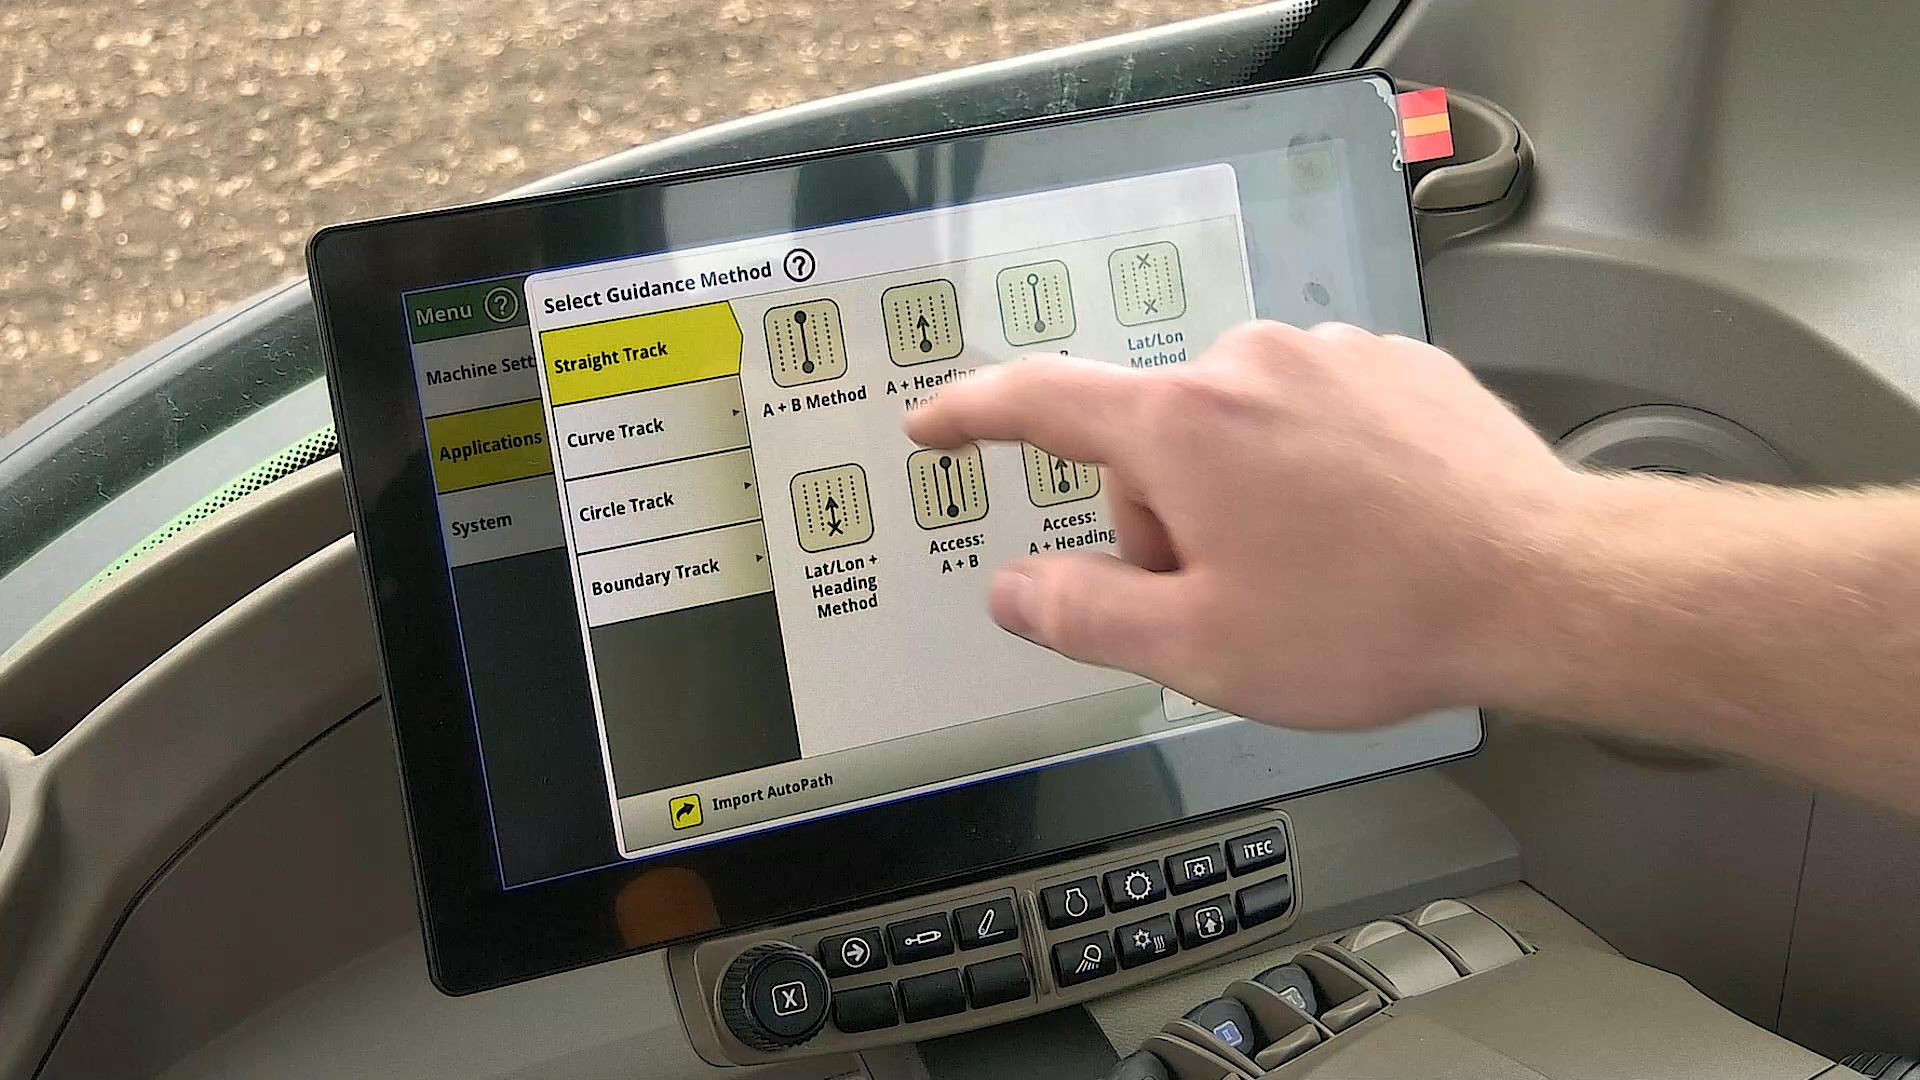 Menu
Machine Sett
Applications
System
Select Guidance Method
Straight Track
Curve Track
Circle Track
Boundary Track
A + B Method
A + Heading
Lat/Lon
Method
Lat/Lon +
Heading
Method
Access:
A + B
Access:
A + Heading
Import AutoPath
iTEC
X